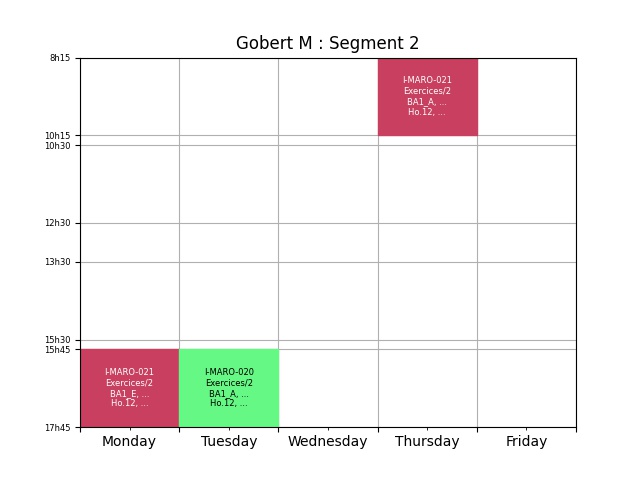 Gobert M : Segment 2
8h15
I-MARO-021
Exercices/2
BA1_A, ...
Ho.12, ...
10h15
10h30
12h30
13h30
15h30
15h45
I-MARO-021
Exercices/2
BA1_E, ...
Ho.12, ...
I-MARO-020
Exercices/2
BA1_A, ...
Ho.12, ...
17h45
Monday Tuesday Wednesday Thursday Friday